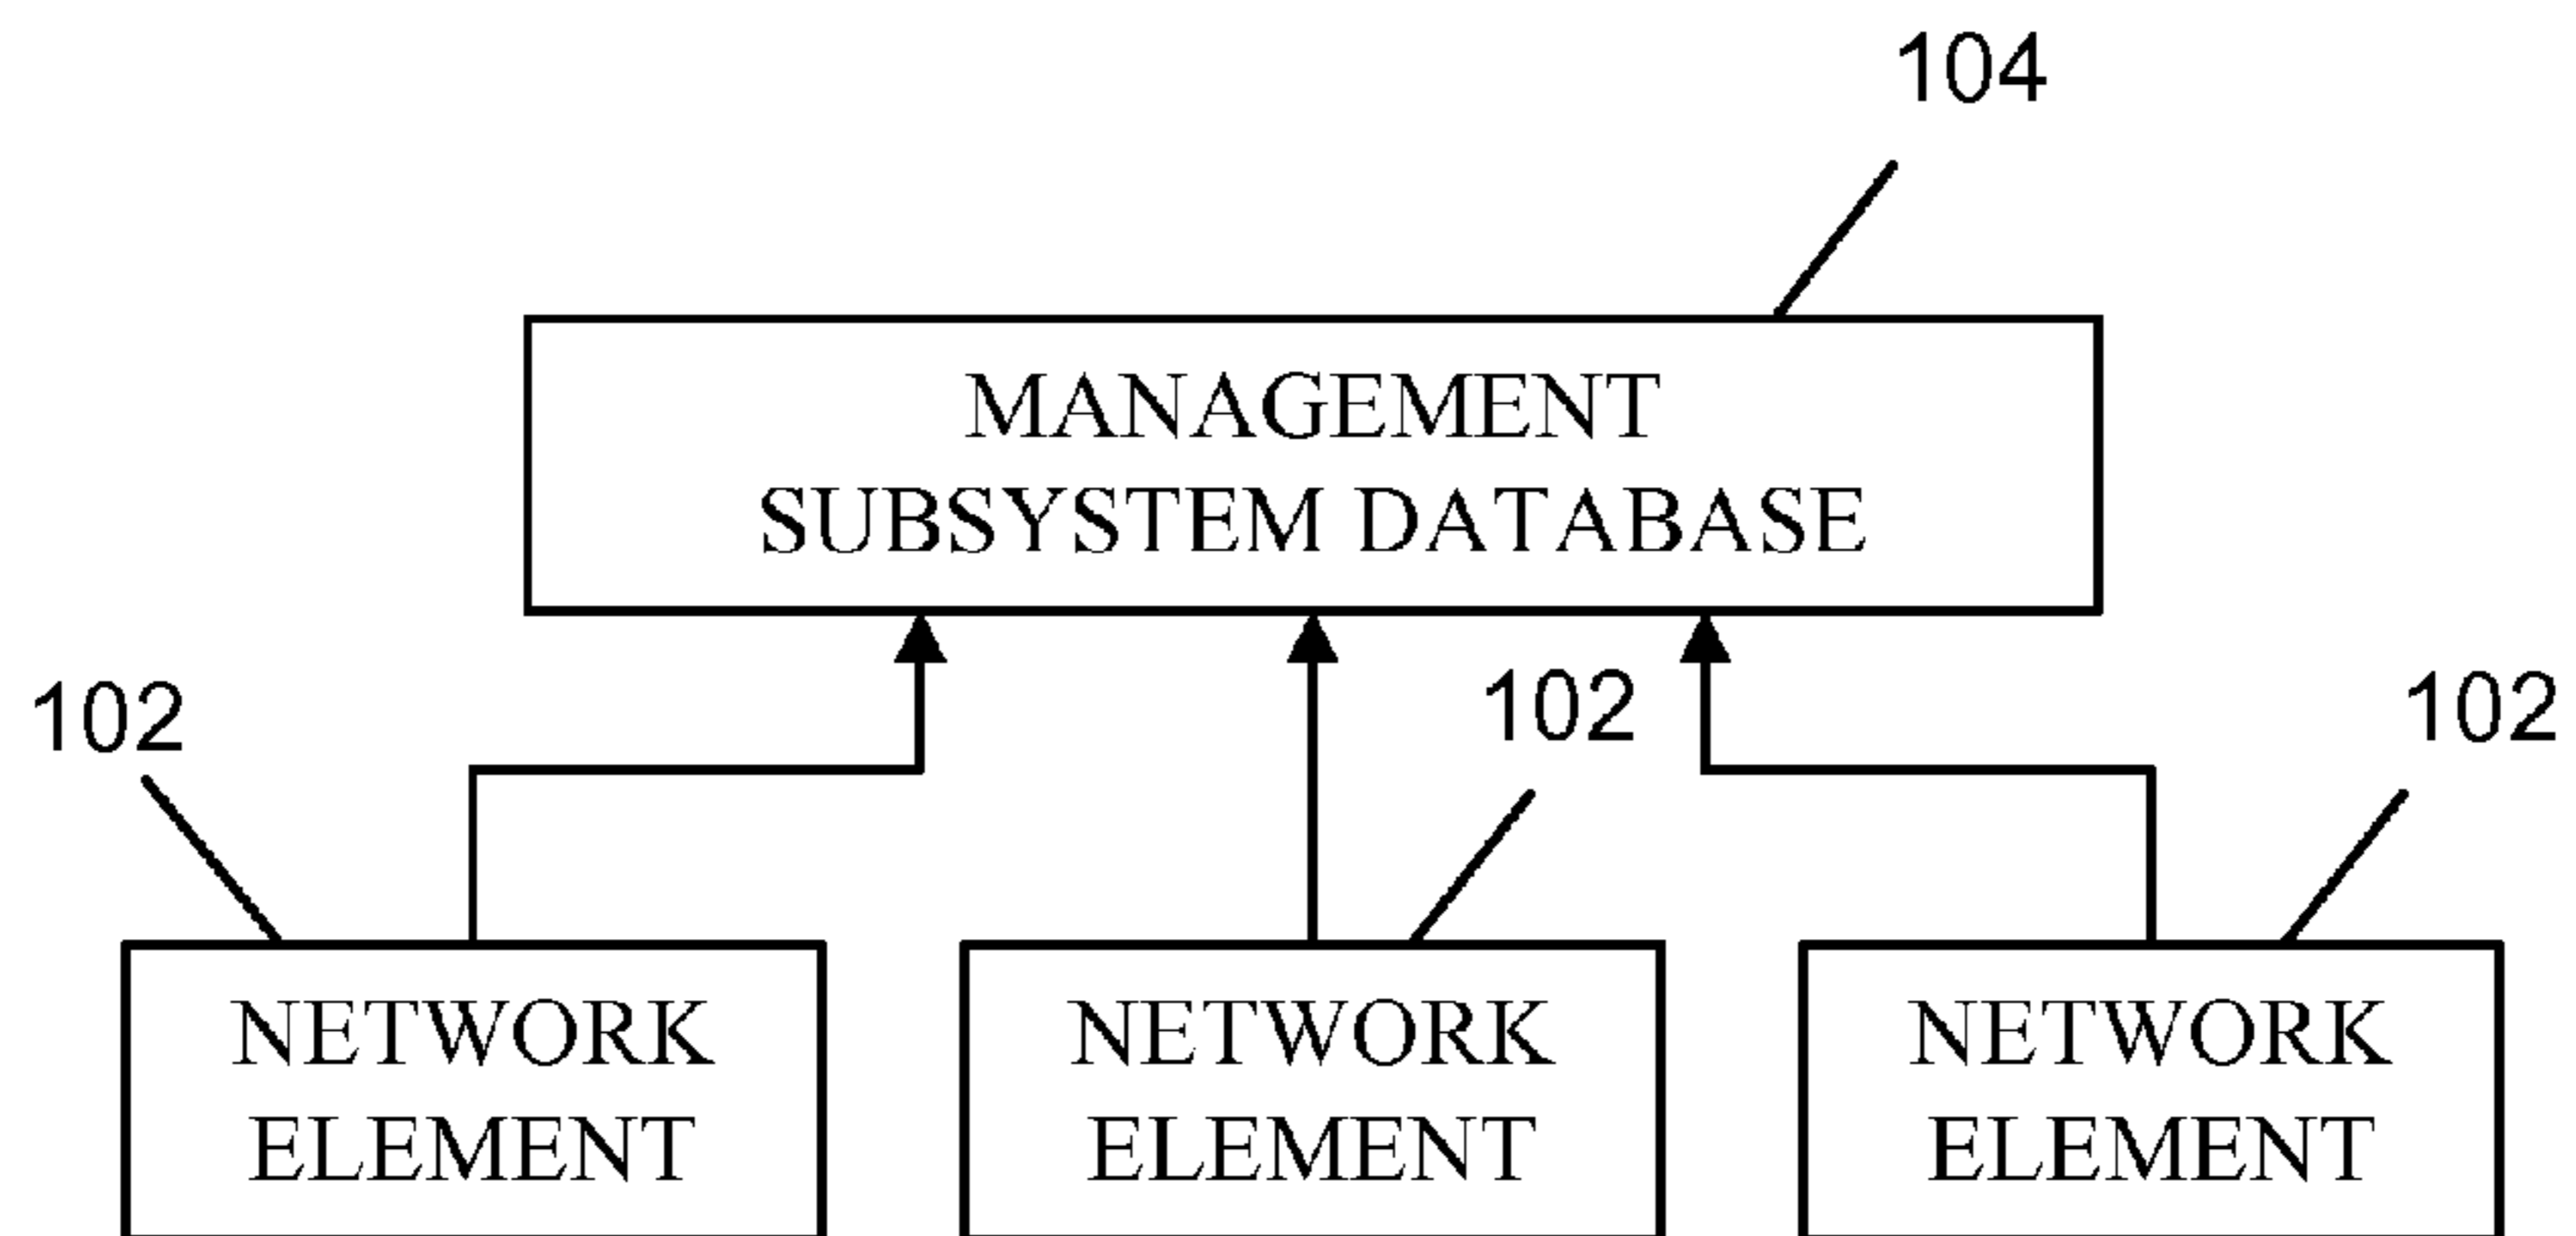 104
MANAGEMENT
SUBSYSTEM DATABASE
102
102
102
NETWORK
ELEMENT
NETWORK
ELEMENT
NETWORK
ELEMENT